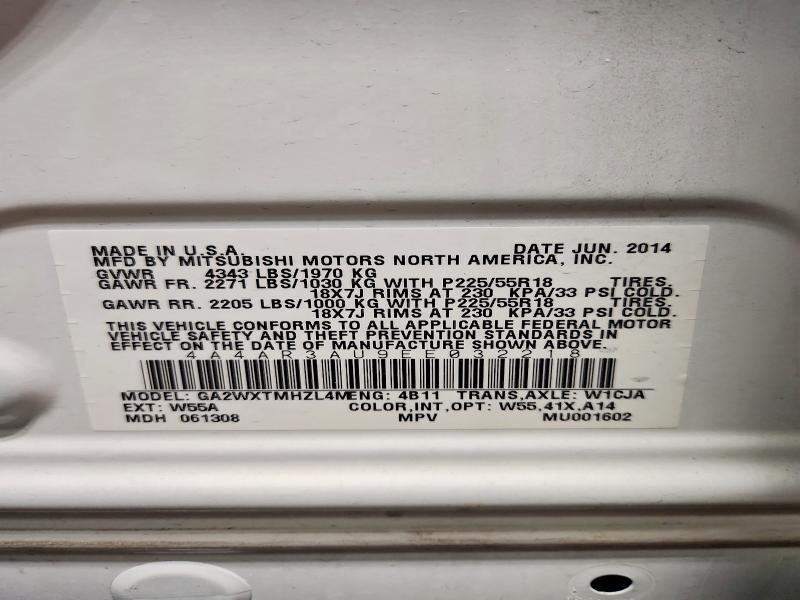 MADE IN U.S.A. DATE JUN. 2014
MFD BY MITSUBISHI MOTORS NORTH AMERICA, INC.
GVWR 4343 LBS/1970 KG
GAWR FR. 2271 LBS/1030 KG WITH P225/55R18 TIRES,
18X7J RIMS AT 230 KPA/33 PSI COLD.
GAWR RR. 2205 LBS/1000 KG WITH P225/55R18 TIRES,
18X7J RIMS AT 230 KPA/33 PSI COLD.
THIS VEHICLE CONFORMS TO ALL APPLICABLE FEDERAL MOTOR
VEHICLE SAFETY AND THEFT PREVENTION STANDARDS IN
EFFECT ON THE DATE OF MANUFACTURE SHOWN ABOVE.
4A4AR3AU9EE032218
MODEL: GA2WXTMHZL4M ENG: 4B11 TRANS,AXLE: W1CJA
EXT: W55A COLOR,INT,OPT: W55,41X,A14
MDH 061308 MPV MU001602